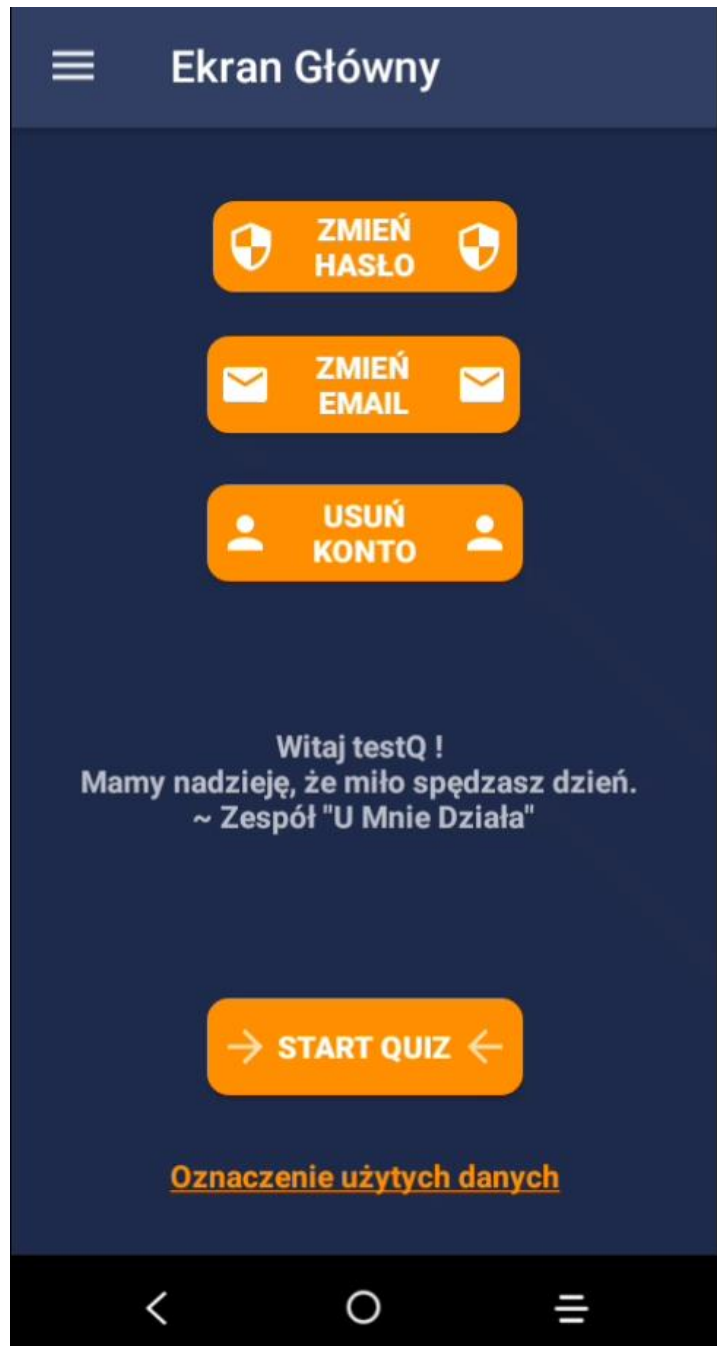 Ekran Główny
ZMIEŃ
HASŁO
ZMIEŃ
EMAIL
USUŃ
KONTO
Witaj testQ !
Mamy nadzieję, że miło spędzasz dzień.
~ Zespół "U Mnie Działa"
START QUIZ
Oznaczenie użytych danych